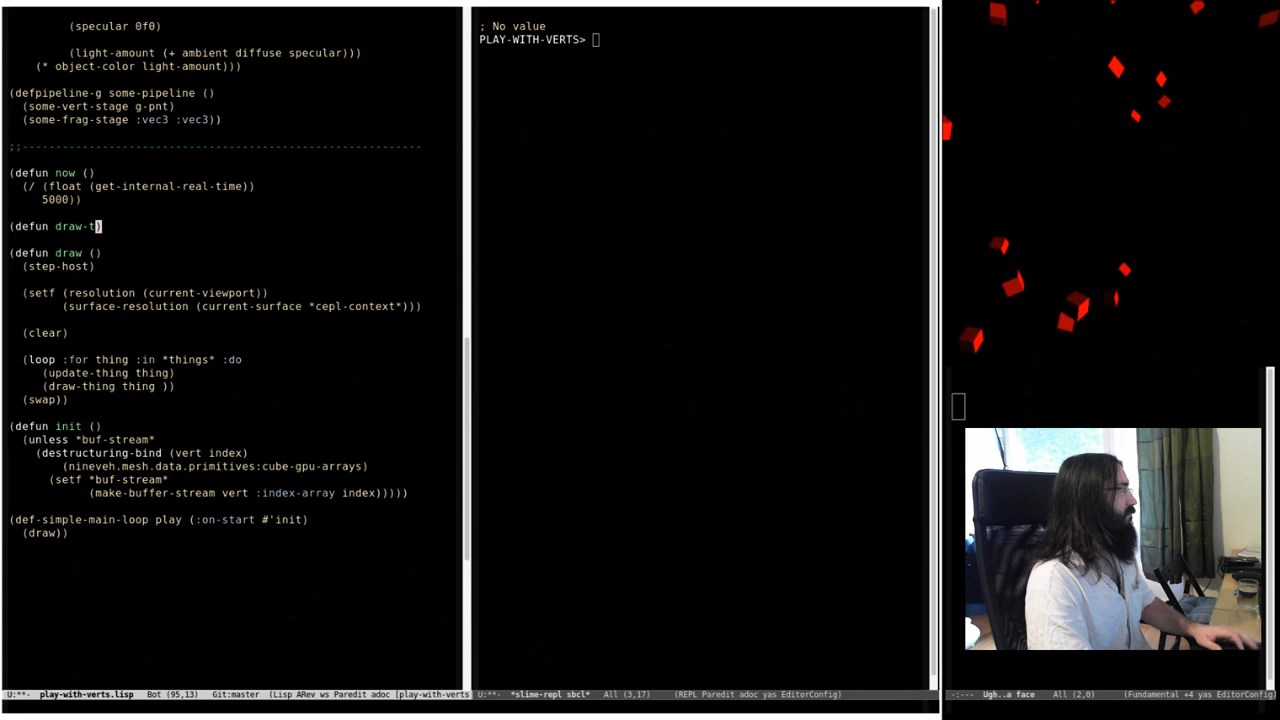 (specular 0f0)
(light-amount (+ ambient diffuse specular)))
(* object-color light-amount)))
(defpipeline-g some-pipeline ()
(some-vert-stage g-pnt)
(some-frag-stage :vec3 :vec3))
;;------------------------------------------------------------
(defun now ()
(/ (float (get-internal-real-time))
5000))
(defun draw-t)
(defun draw ()
(step-host)
(setf (resolution (current-viewport))
(surface-resolution (current-surface *cepl-context*)))
(clear)
(loop :for thing :in *things* :do
(update-thing thing)
(draw-thing thing ))
(swap))
(defun init ()
(unless *buf-stream*
(destructuring-bind (vert index)
(nineveh.mesh.data.primitives:cube-gpu-arrays)
(setf *buf-stream*
(make-buffer-stream vert :index-array index)))))
(def-simple-main-loop play (:on-start #'init)
(draw))
U:**-  play-with-verts.lisp   Bot (95,13)   Git:master  (Lisp ARev ws Paredit adoc [play-with-verts
; No value
PLAY-WITH-VERTS>
U:**-  *slime-repl sbcl*   All (3,17)     (REPL Paredit adoc yas EditorConfig)
-:---  Ugh..a face   All (2,0)      (Fundamental +4 yas EditorConfig)